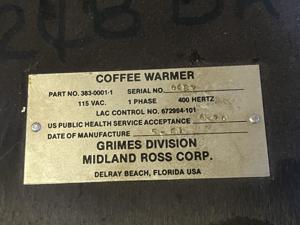 COFFEE WARMER
PART NO. 383-0001-1 SERIAL NO.
115 VAC. 1 PHASE 400 HERTZ
LAC CONTROL NO. 672994-101
US PUBLIC HEALTH SERVICE ACCEPTANCE
DATE OF MANUFACTURE
GRIMES DIVISION
MIDLAND ROSS CORP.
DELRAY BEACH, FLORIDA USA